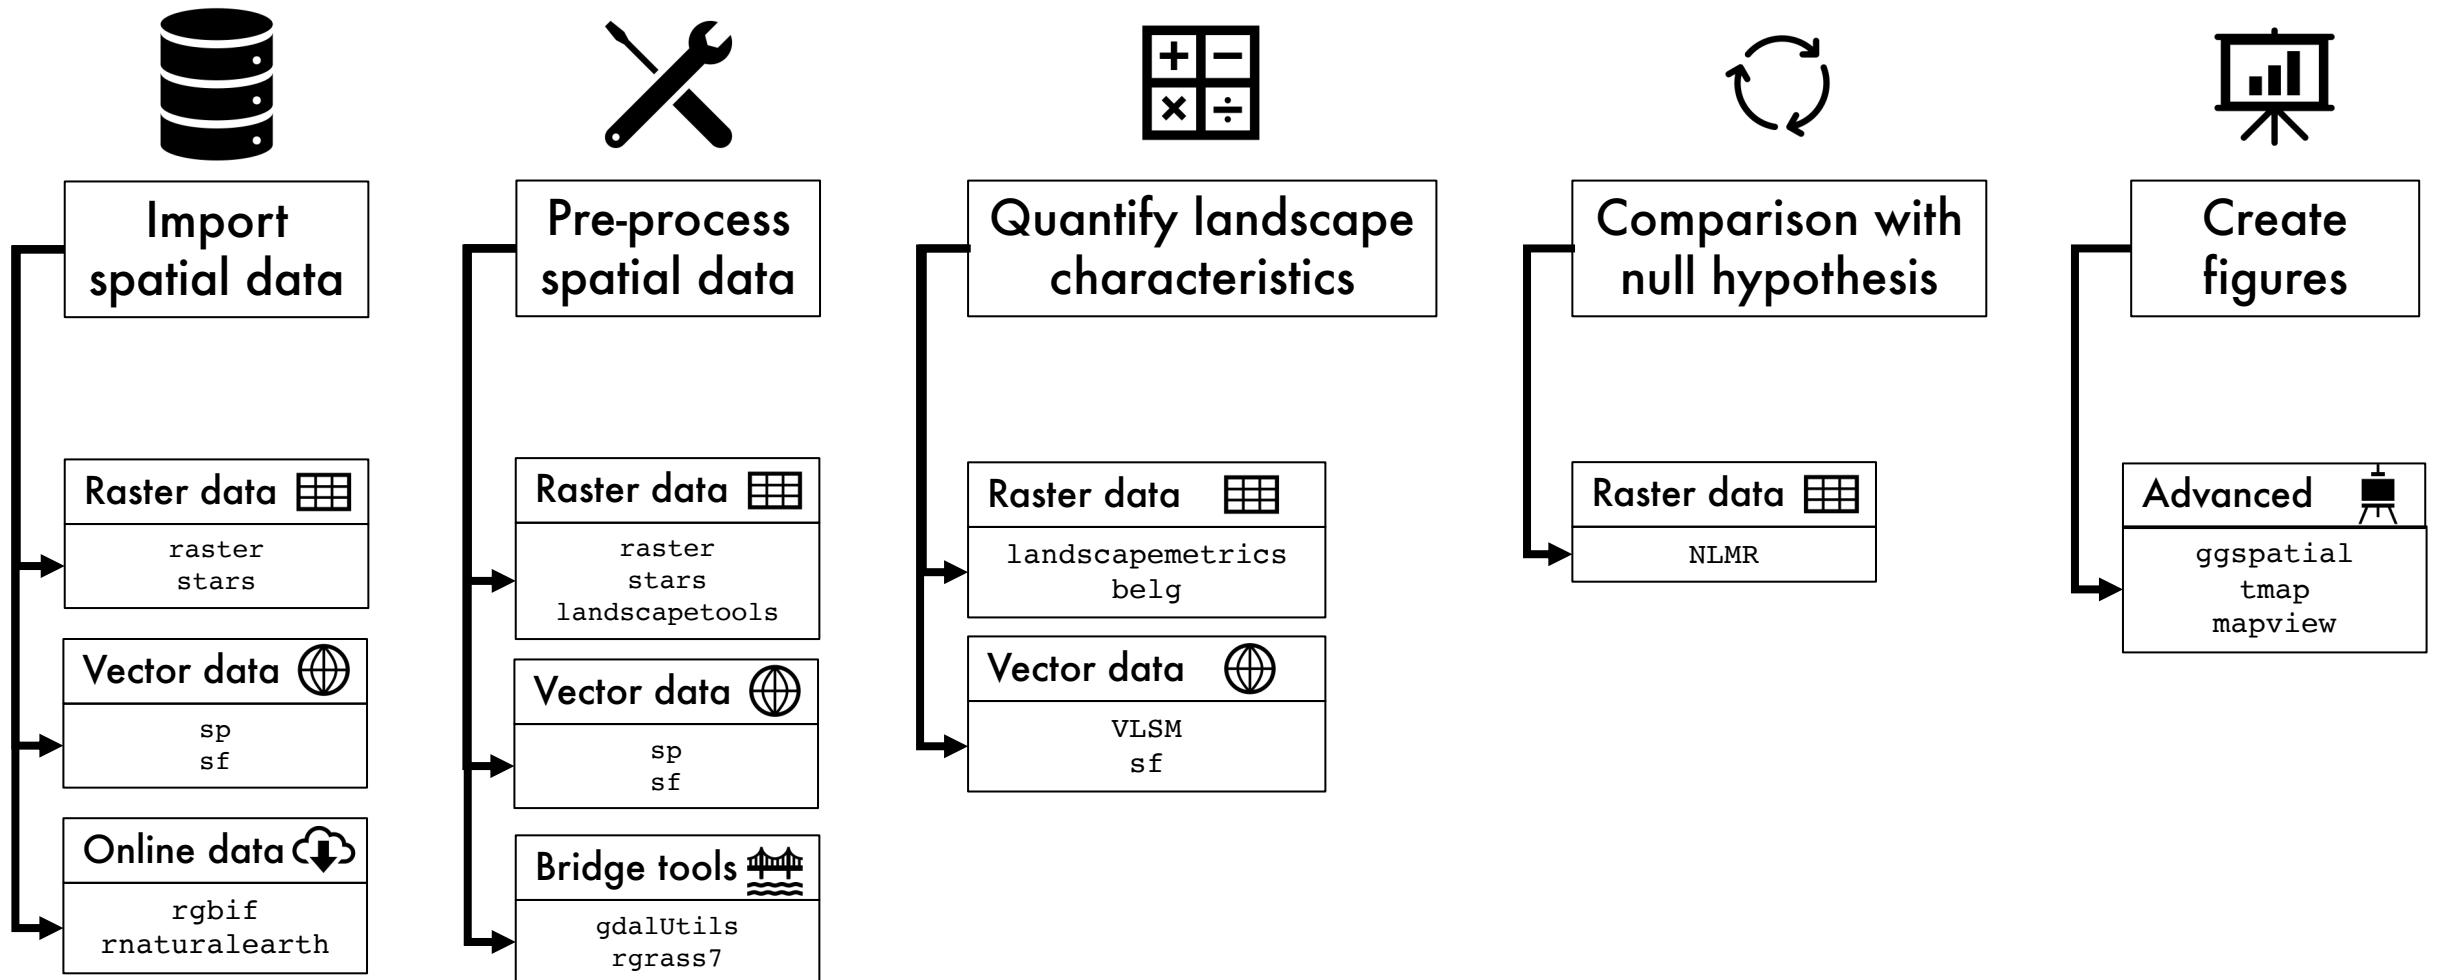 Import
spatial data
Raster data
raster
stars
Vector data
sp
sf
Online data
rgbif
rnaturalearth
Pre-process
spatial data
Raster data
raster
stars
landscapetools
Vector data
sp
sf
Bridge tools
gdalUtils
rgrass7
Quantify landscape
characteristics
Raster data
landscapemetrics
belg
Vector data
VLSM
sf
Comparison with
null hypothesis
Raster data
NLMR
Create
figures
Advanced
ggspatial
tmap
mapview